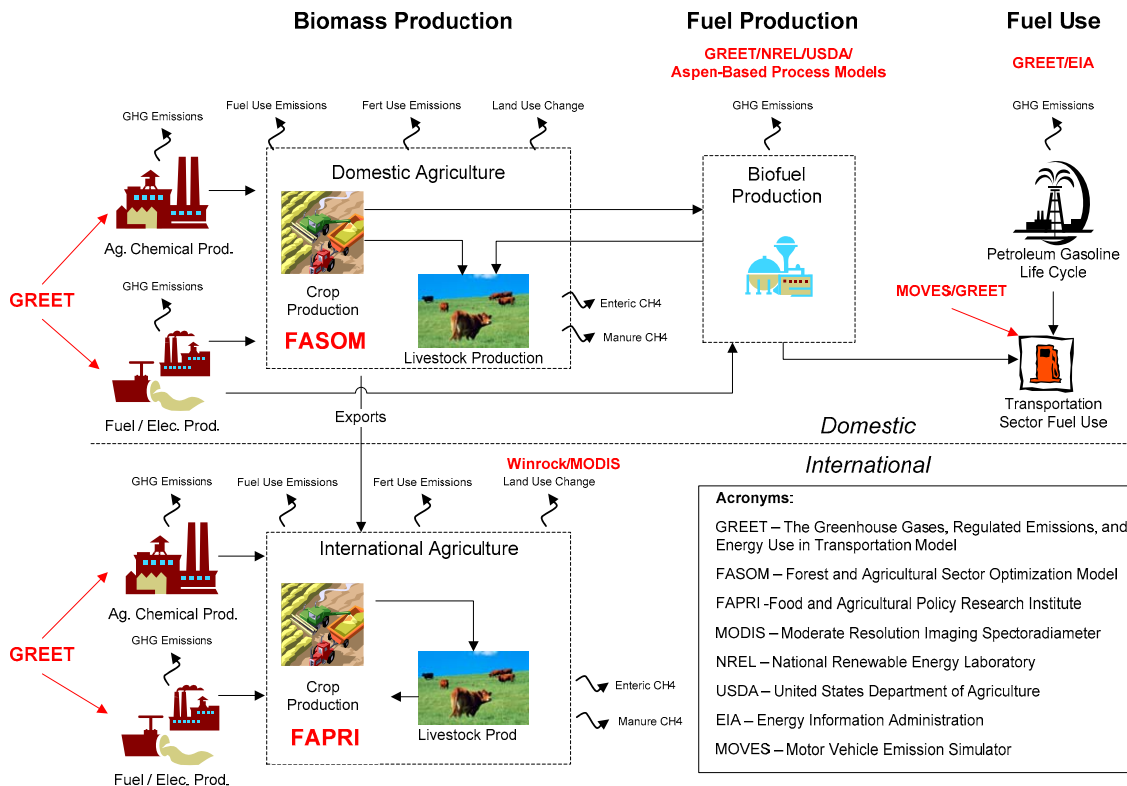 Biomass Production
Fuel Production
Fuel Use
GREET/NREL/USDA/
Aspen-Based Process Models
GREET/EIA
GHG Emissions
Fuel Use Emissions
Fert Use Emissions
Land Use Change
GHG Emissions
GHG Emissions
Domestic Agriculture
Biofuel
Production
Ag. Chemical Prod.
Petroleum Gasoline
Life Cycle
GREET
GHG Emissions
Crop
Production
FASOM
Livestock Production
Enteric CH4
Manure CH4
MOVES/GREET
Fuel / Elec. Prod.
Exports
Transportation
Sector Fuel Use
Domestic
International
Winrock/MODIS
GHG Emissions
Fuel Use Emissions
Fert Use Emissions
Land Use Change
International Agriculture
Ag. Chemical Prod.
GREET
GHG Emissions
Crop
Production
FAPRI
Livestock Prod
Enteric CH4
Manure CH4
Fuel / Elec. Prod.
Acronyms:
GREET – The Greenhouse Gases, Regulated Emissions, and
Energy Use in Transportation Model
FASOM – Forest and Agricultural Sector Optimization Model
FAPRI -Food and Agricultural Policy Research Institute
MODIS – Moderate Resolution Imaging Spectoradiameter
NREL – National Renewable Energy Laboratory
USDA – United States Department of Agriculture
EIA – Energy Information Administration
MOVES – Motor Vehicle Emission Simulator